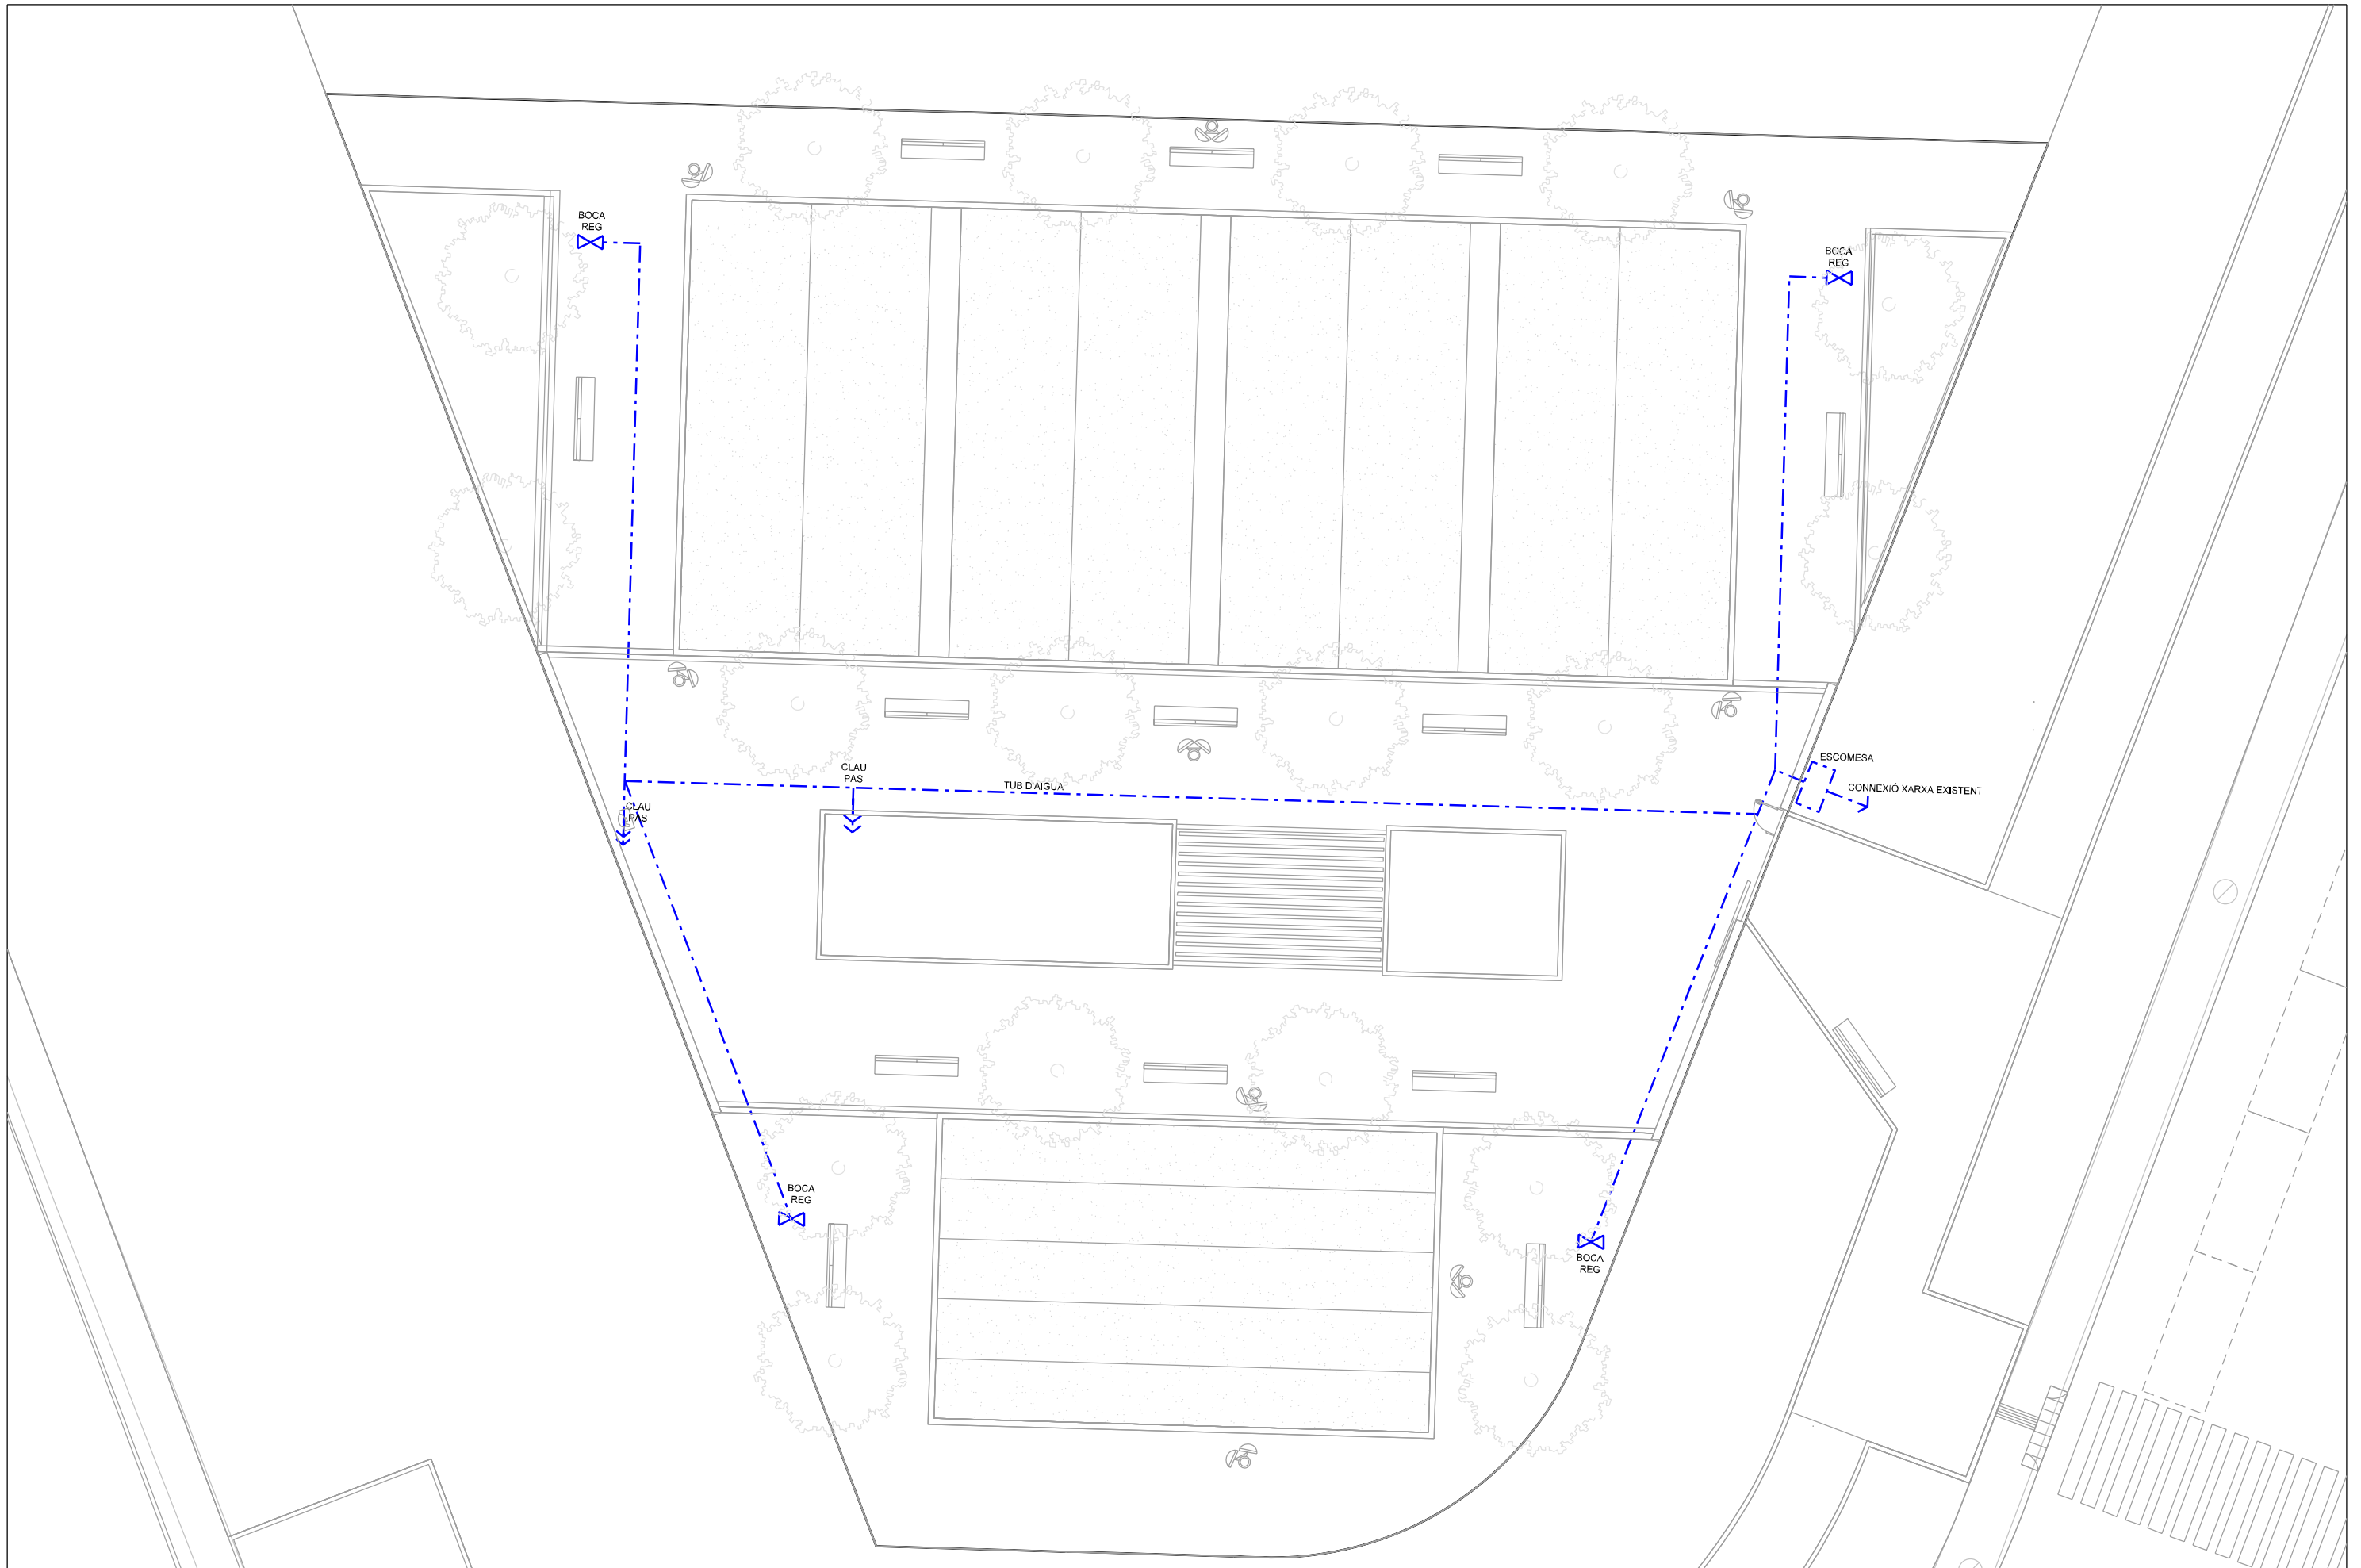 BOCA
REG
BOCA
REG
CLAU
PAS
TUB D'AIGUA
ESCOMESA
CONNEXIÓ XARXA EXISTENT
CLAU
PAS
BOCA
REG
BOCA
REG